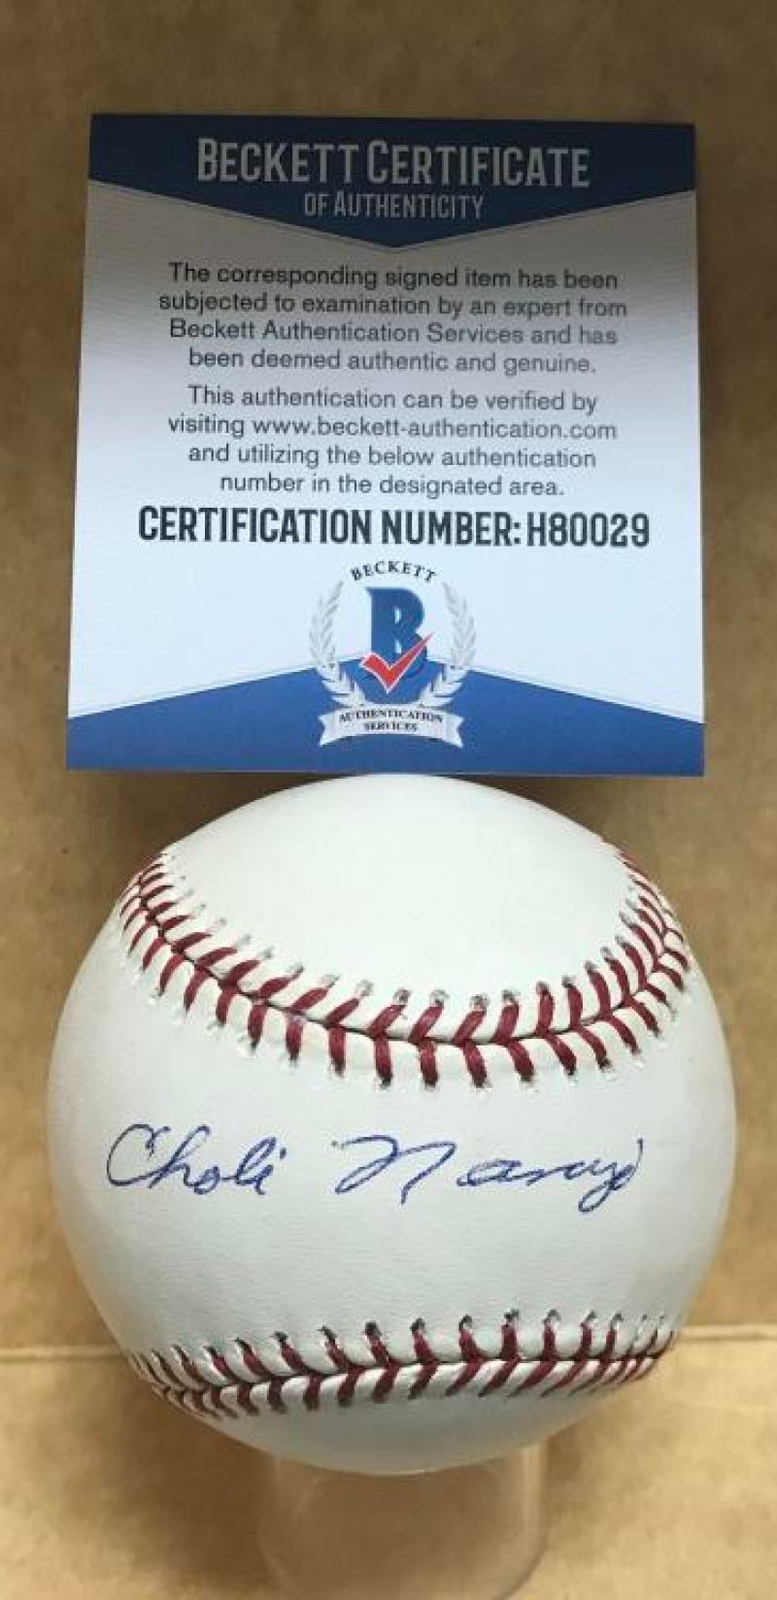 BECKETT CERTIFICATE
OF AUTHENTICITY
The corresponding signed item has been
subjected to examination by an expert from
Beckett Authentication Services and has
been deemed authentic and genuine.
This authentication can be verified by
visiting www.beckett-authentication.com
and utilizing the below authentication
number in the designated area.
CERTIFICATION NUMBER: H80029
BECKETT
B
AUTHENTICATION
SERVICES
Choli Naranjo